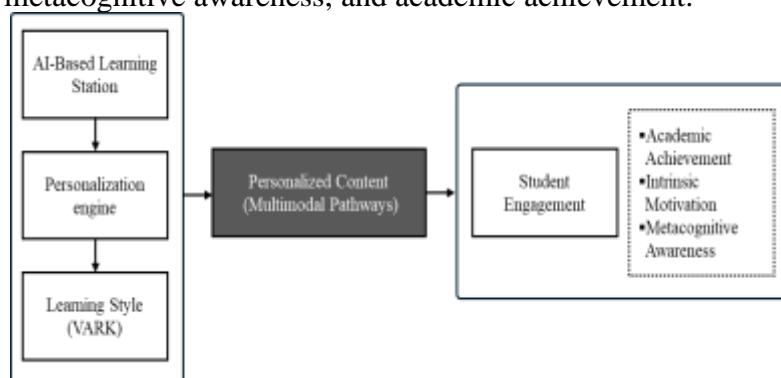 metacognitive awareness, and academic achievement.
AI-Based Learning
Station
Personalization
engine
Learning Style
(VARK)
Personalized Content
(Multimodal Pathways)
Student
Engagement
▪Academic
Achievement
▪Intrinsic
Motivation
▪Metacognitive
Awareness